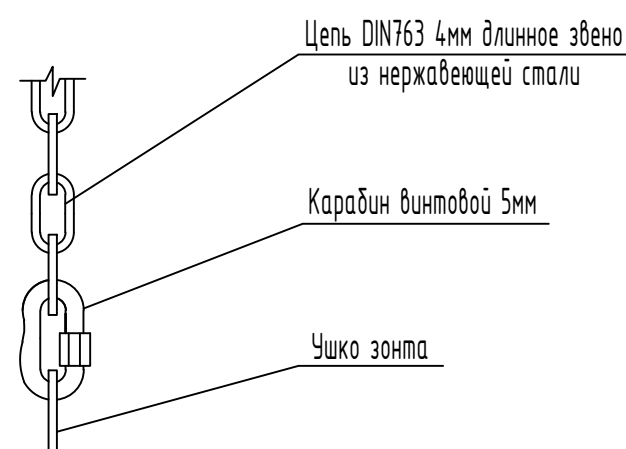 Цепь DIN763 4мм длинное звено
из нержавеющей стали
Карабин винтовой 5мм
Ушко зонта